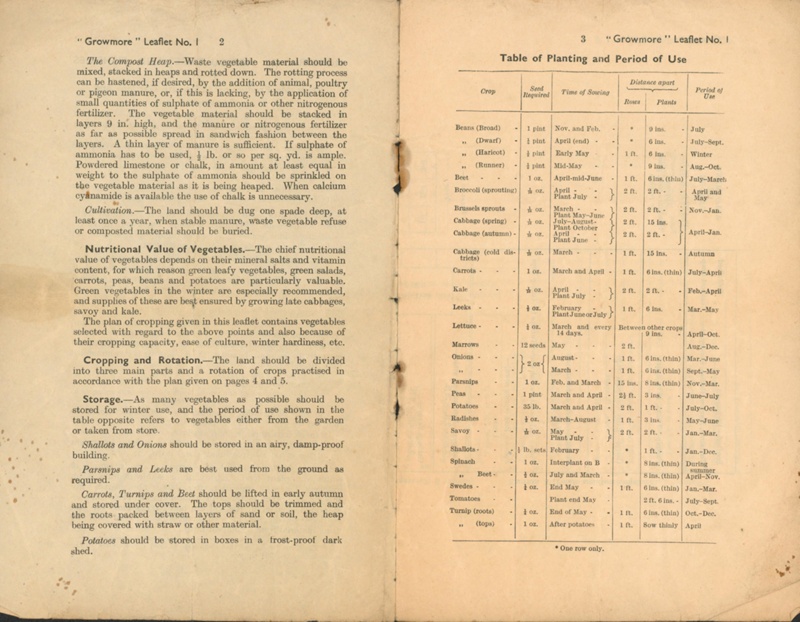 " Growmore " Leaflet No. 1 2
The Compost Heap.—Waste vegetable material should be
mixed, stacked in heaps and rotted down. The rotting process
can be hastened, if desired, by the addition of animal, poultry
or pigeon manure, or, if this is lacking, by the application of
small quantities of sulphate of ammonia or other nitrogenous
fertilizer. The vegetable material should be stacked in
layers 9 in. high, and the manure or nitrogenous fertilizer
as far as possible spread in sandwich fashion between the
layers. A thin layer of manure is sufficient. If sulphate of
ammonia has to be used, ½ lb. or so per sq. yd. is ample.
Powdered limestone or chalk, in amount at least equal in
weight to the sulphate of ammonia should be sprinkled on
the vegetable material as it is being heaped. When calcium
cyanamide is available the use of chalk is unnecessary.
Cultivation.—The land should be dug one spade deep, at
least once a year, when stable manure, waste vegetable refuse
or composted material should be buried.
Nutritional Value of Vegetables.—The chief nutritional
value of vegetables depends on their mineral salts and vitamin
content, for which reason green leafy vegetables, green salads,
carrots, peas, beans and potatoes are particularly valuable.
Green vegetables in the winter are especially recommended,
and supplies of these are best ensured by growing late cabbages,
savoy and kale.
The plan of cropping given in this leaflet contains vegetables
selected with regard to the above points and also because of
their cropping capacity, ease of culture, winter hardiness, etc.
Cropping and Rotation.—The land should be divided
into three main parts and a rotation of crops practised in
accordance with the plan given on pages 4 and 5.
Storage.—As many vegetables as possible should be
stored for winter use, and the period of use shown in the
table opposite refers to vegetables either from the garden
or taken from store.
Shallots and Onions should be stored in an airy, damp-proof
building.
Parsnips and Leeks are best used from the ground as
required.
Carrots, Turnips and Beet should be lifted in early autumn
and stored under cover. The tops should be trimmed and
the roots packed between layers of sand or soil, the heap
being covered with straw or other material.
Potatoes should be stored in boxes in a frost-proof dark
shed.
3 " Growmore " Leaflet No. 1
Table of Planting and Period of Use
Crop Seed Required Time of Sowing Distance apart Rows Plants Period of Use
Beans (Broad) - 1 pint Nov. and Feb. * 9 ins. - July
„ (Dwarf) - pint April (end) - * 6 ins. - July-Sept.
„ (Haricot) - pint Early May - 1 ft. 6 ins. - Winter
„ (Runner) - pint Mid-May - * 9 ins. - Aug.-Oct.
Beet - - - 1 oz. April-mid-June 1 ft. 6 ins. (thin) July-March
Broccoli (sprouting) oz. April - - 2 ft. 2 ft. - April and
Plant July - May
Brussels sprouts - oz. March - 2 ft. 2 ft. - Nov.-Jan.
Plant May-June
Cabbage (spring) - oz. July-August- 2 ft. 15 ins.
Plant October
Cabbage (autumn) - oz. April - - 2 ft. 2 ft. - April-Jan.
Plant June -
Cabbage (cold dis- oz. March - - 1 ft. 15 ins. Autumn
tricts)
Carrots - - - 1 oz. March and April 1 ft. 6 ins. (thin) July-April
Kale - - - oz. April - - 2 ft. 2 ft. - Feb.-April
Plant July -
Leeks - - - oz. February - 1 ft. 6 ins. Mar.-May
Plant June or July
Lettuce - - - oz. March and every Between other crops
14 days. 9 ins. April-Oct.
Marrows - - 12 seeds May - - 2 ft. Aug.-Dec.
Onions - - - 2 oz August- - 1 ft. 6 ins. (thin) Mar.-June
„ - - - March - - 1 ft. 6 ins. (thin) Sept.-May
Parsnips - - 1 oz. Feb. and March - 15 ins. 8 ins. (thin) Nov.-Mar.
Peas - - - 1 pint March and April 2½ ft. 3 ins. June-July
Potatoes - - 35 lb. March and April 2 ft. 1 ft. - July-Oct.
Radishes - - oz. March-August 1 ft. 3 ins May-June
Savoy - - - oz. May - - 2 ft. 2 ft. - Jan.-Mar.
Plant July -
Shallots - - lb. sets February - * 1 ft. - Jan.-Dec.
Spinach - - 1 oz. Interplant on B * 8 ins. (thin) During
summer
„ Beet - oz. July and March * 8 ins. (thin) April-Nov.
Swedes - - - oz. End May - - 1 ft. 6 ins. (thin) Jan.-Mar.
Tomatoes - - Plant end May - 2 ft. 6 ins. - July-Sept.
Turnip (roots) - oz. End of May - - 1 ft. 6 ins. (thin) Oct.-Dec.
„ (tops) - 1 oz. After potatoes 1 ft. Sow thinly April
* One row only.